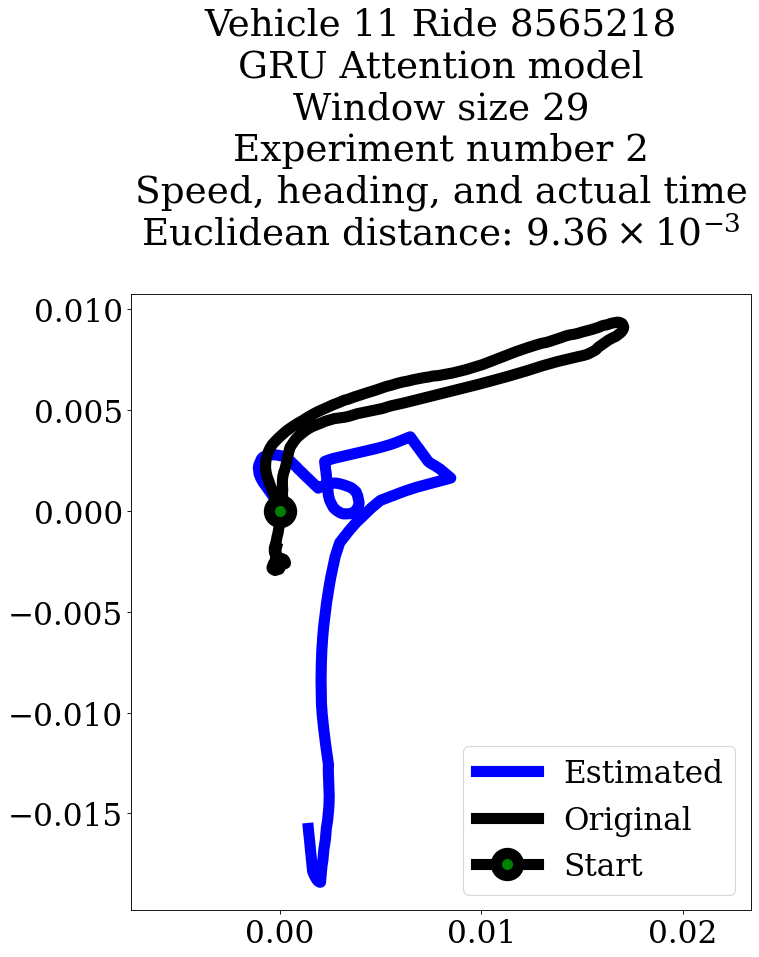 Vehicle 11 Ride 8565218
GRU Attention model
Window size 29
Experiment number 2
Speed, heading, and actual time
Euclidean distance: 9.36 × 10⁻³
0.010
0.005
0.000
−0.005
−0.010
−0.015
Estimated
Original
Start
0.00 0.01 0.02